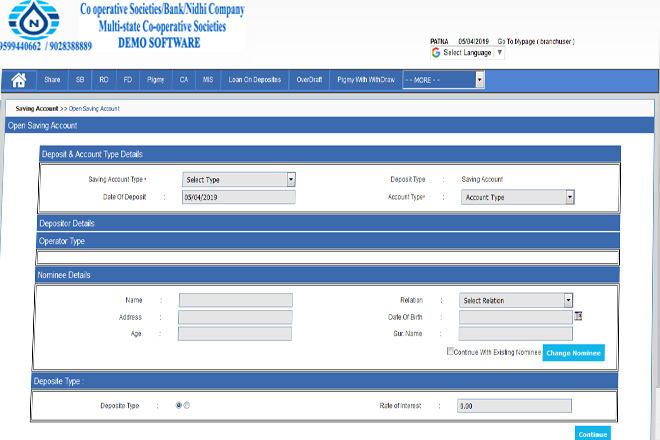 Co operative Societies/Bank/Nidhi Company
Multi-state Co-operative Societies
9599440662 / 9028388889 DEMO SOFTWARE
PATNA 05/04/2019 Go To Mypage ( branchuser )
G Select Language ▼
Share SB RD FD Pigmy CA MIS Loan On Deposites OverDraft Pigmy With WithDraw - - MORE - -
Saving Account >> Open Saving Account
Open Saving Account
Deposit & Account Type Details
Saving Account Type * Select Type Deposit Type : Saving Account
Date Of Deposit : 05/04/2019 Account Type* : Account Type
Depositor Details
Operator Type
Nominee Details
Name : Relation : Select Relation
Address : Date Of Birth :
Age : Gur. Name :
Continue With Existing Nominee Change Nominee
Deposite Type :
Deposite Type : Rate of Interest : 0.00
Continue